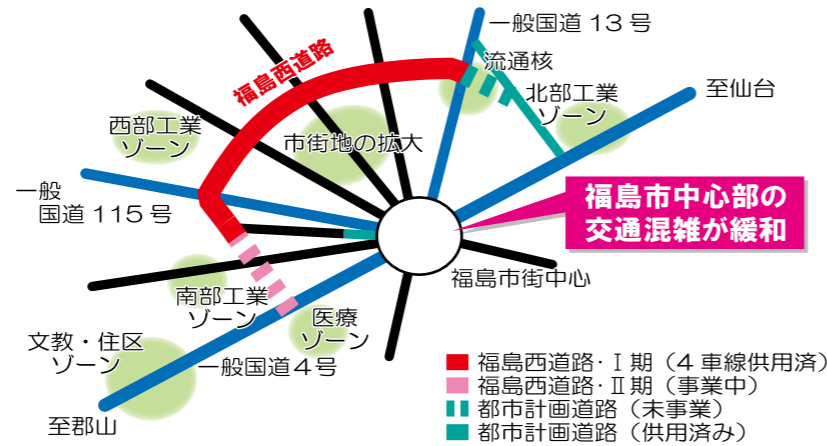 一般国道 13 号
流通核
福島西道路
北部工業
ゾーン
至仙台
西部工業
ゾーン
市街地の拡大
一般
国道 115 号
福島市中心部の
交通混雑が緩和
福島市街中心
南部工業
ゾーン
医療
ゾーン
文教・住区
ゾーン
一般国道4号
至郡山
福島西道路・Ⅰ期（4 車線供用済）
福島西道路・Ⅱ期（事業中）
都市計画道路（未事業）
都市計画道路（供用済み）